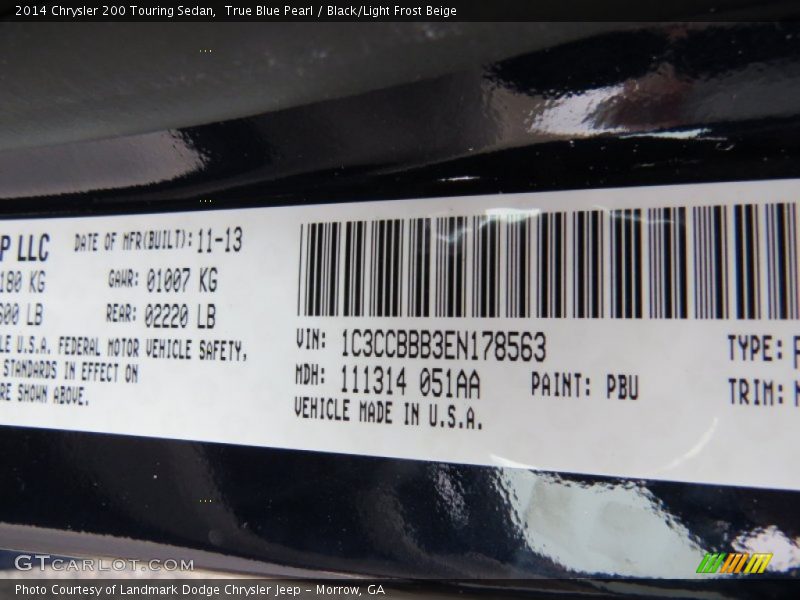 2014 Chrysler 200 Touring Sedan,  True Blue Pearl / Black/Light Frost Beige
P LLC DATE OF MFR(BUILT): 11-13
180 KG GAWR: 01007 KG
600 LB REAR: 02220 LB
LE U.S.A. FEDERAL MOTOR VEHICLE SAFETY,
STANDARDS IN EFFECT ON
RE SHOWN ABOVE.
VIN: 1C3CCBBB3EN178563 TYPE:
MDH: 111314 051AA PAINT: PBU TRIM:
VEHICLE MADE IN U.S.A.
GTCARLOT.COM
Photo Courtesy of Landmark Dodge Chrysler Jeep - Morrow, GA